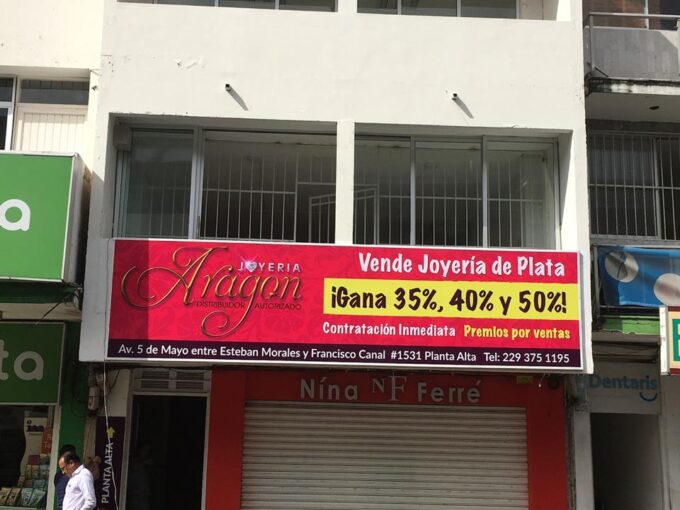 JOYERIA
Aragon
DISTRIBUIDOR AUTORIZADO
Vende Joyería de Plata
¡Gana 35%, 40% y 50%!
Contratación Inmediata Premios por ventas
Av. 5 de Mayo entre Esteban Morales y Francisco Canal #1531 Planta Alta Tel: 229 375 1195
Nína NF Ferré
Dentaris
PLANTA ALTA
a
ta